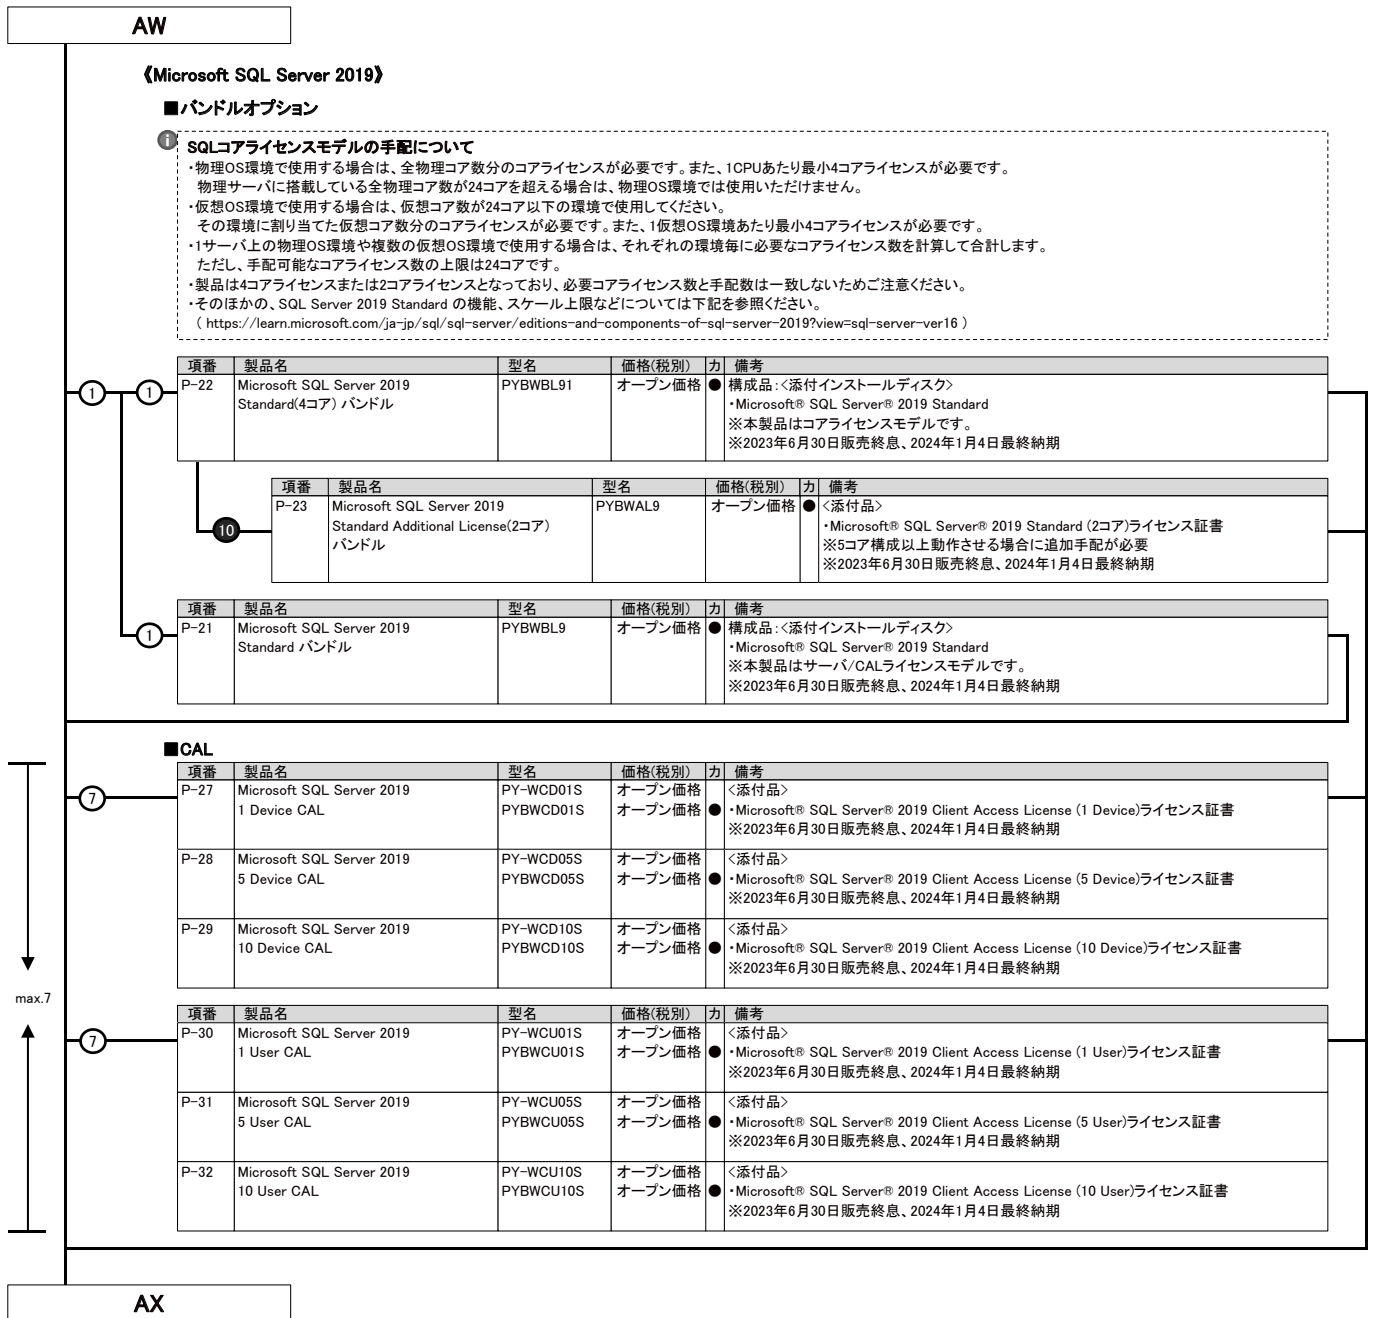 AW
《Microsoft SQL Server 2019》
■バンドルオプション
SQLコアライセンスモデルの手配について
・物理OS環境で使用する場合は、全物理コア数分のコアライセンスが必要です。また、1CPUあたり最小4コアライセンスが必要です。
物理サーバに搭載している全物理コア数が24コアを超える場合は、物理OS環境では使用いただけません。
・仮想OS環境で使用する場合は、仮想コア数が24コア以下の環境で使用してください。
その環境に割り当てた仮想コア数分のコアライセンスが必要です。また、1仮想OS環境あたり最小4コアライセンスが必要です。
・1サーバ上の物理OS環境や複数の仮想OS環境で使用する場合は、それぞれの環境毎に必要なコアライセンス数を計算して合計します。
ただし、手配可能なコアライセンス数の上限は24コアです。
・製品は4コアライセンスまたは2コアライセンスとなっており、必要コアライセンス数と手配数は一致しないためご注意ください。
・そのほかの、SQL Server 2019 Standard の機能、スケール上限などについては下記を参照ください。
( https://learn.microsoft.com/ja-jp/sql/sql-server/editions-and-components-of-sql-server-2019?view=sql-server-ver16 )
項番 製品名 型名 価格(税別) カ 備考
1 1 P-22 Microsoft SQL Server 2019 PYBWBL91 オープン価格 ● 構成品:<添付インストールディスク>
Standard(4コア) バンドル ・Microsoft® SQL Server® 2019 Standard
※本製品はコアライセンスモデルです。
※2023年6月30日販売終息、2024年1月4日最終納期
項番 製品名 型名 価格(税別) カ 備考
P-23 Microsoft SQL Server 2019 PYBWAL9 オープン価格 ● <添付品>
10 Standard Additional License(2コア) ・Microsoft® SQL Server® 2019 Standard (2コア)ライセンス証書
バンドル ※5コア構成以上動作させる場合に追加手配が必要
※2023年6月30日販売終息、2024年1月4日最終納期
項番 製品名 型名 価格(税別) カ 備考
1 P-21 Microsoft SQL Server 2019 PYBWBL9 オープン価格 ● 構成品:<添付インストールディスク>
Standard バンドル ・Microsoft® SQL Server® 2019 Standard
※本製品はサーバ/CALライセンスモデルです。
※2023年6月30日販売終息、2024年1月4日最終納期
■CAL
項番 製品名 型名 価格(税別) カ 備考
7 P-27 Microsoft SQL Server 2019 PY-WCD01S オープン価格 <添付品>
1 Device CAL PYBWCD01S オープン価格 ● ・Microsoft® SQL Server® 2019 Client Access License (1 Device)ライセンス証書
※2023年6月30日販売終息、2024年1月4日最終納期
P-28 Microsoft SQL Server 2019 PY-WCD05S オープン価格 <添付品>
5 Device CAL PYBWCD05S オープン価格 ● ・Microsoft® SQL Server® 2019 Client Access License (5 Device)ライセンス証書
※2023年6月30日販売終息、2024年1月4日最終納期
P-29 Microsoft SQL Server 2019 PY-WCD10S オープン価格 <添付品>
10 Device CAL PYBWCD10S オープン価格 ● ・Microsoft® SQL Server® 2019 Client Access License (10 Device)ライセンス証書
※2023年6月30日販売終息、2024年1月4日最終納期
max.7
項番 製品名 型名 価格(税別) カ 備考
7 P-30 Microsoft SQL Server 2019 PY-WCU01S オープン価格 <添付品>
1 User CAL PYBWCU01S オープン価格 ● ・Microsoft® SQL Server® 2019 Client Access License (1 User)ライセンス証書
※2023年6月30日販売終息、2024年1月4日最終納期
P-31 Microsoft SQL Server 2019 PY-WCU05S オープン価格 <添付品>
5 User CAL PYBWCU05S オープン価格 ● ・Microsoft® SQL Server® 2019 Client Access License (5 User)ライセンス証書
※2023年6月30日販売終息、2024年1月4日最終納期
P-32 Microsoft SQL Server 2019 PY-WCU10S オープン価格 <添付品>
10 User CAL PYBWCU10S オープン価格 ● ・Microsoft® SQL Server® 2019 Client Access License (10 User)ライセンス証書
※2023年6月30日販売終息、2024年1月4日最終納期
AX